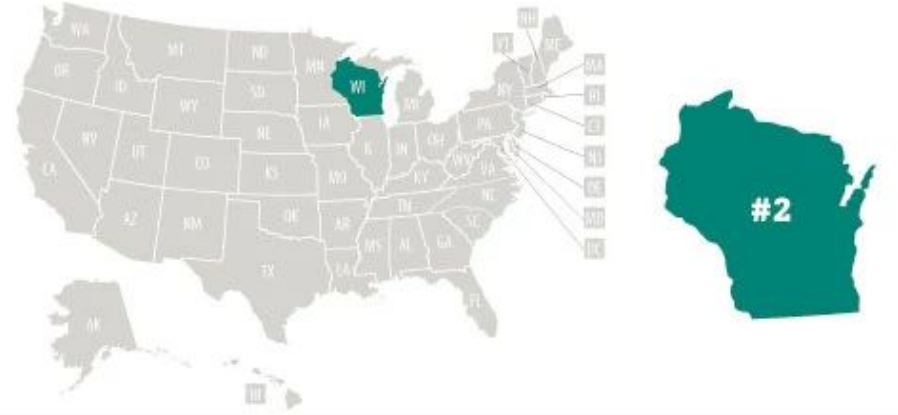 WA
MT
ND
MN
WI
MI
NH
VT
ME
MA
RI
CT
NJ
DE
MD
DC
OR
ID
WY
SD
NY
PA
NV
UT
CO
NE
IA
IL
IN
OH
WV
VA
CA
KS
MO
KY
NC
TN
SC
AZ
NM
OK
AR
MS
AL
GA
TX
LA
FL
AK
HI
#2